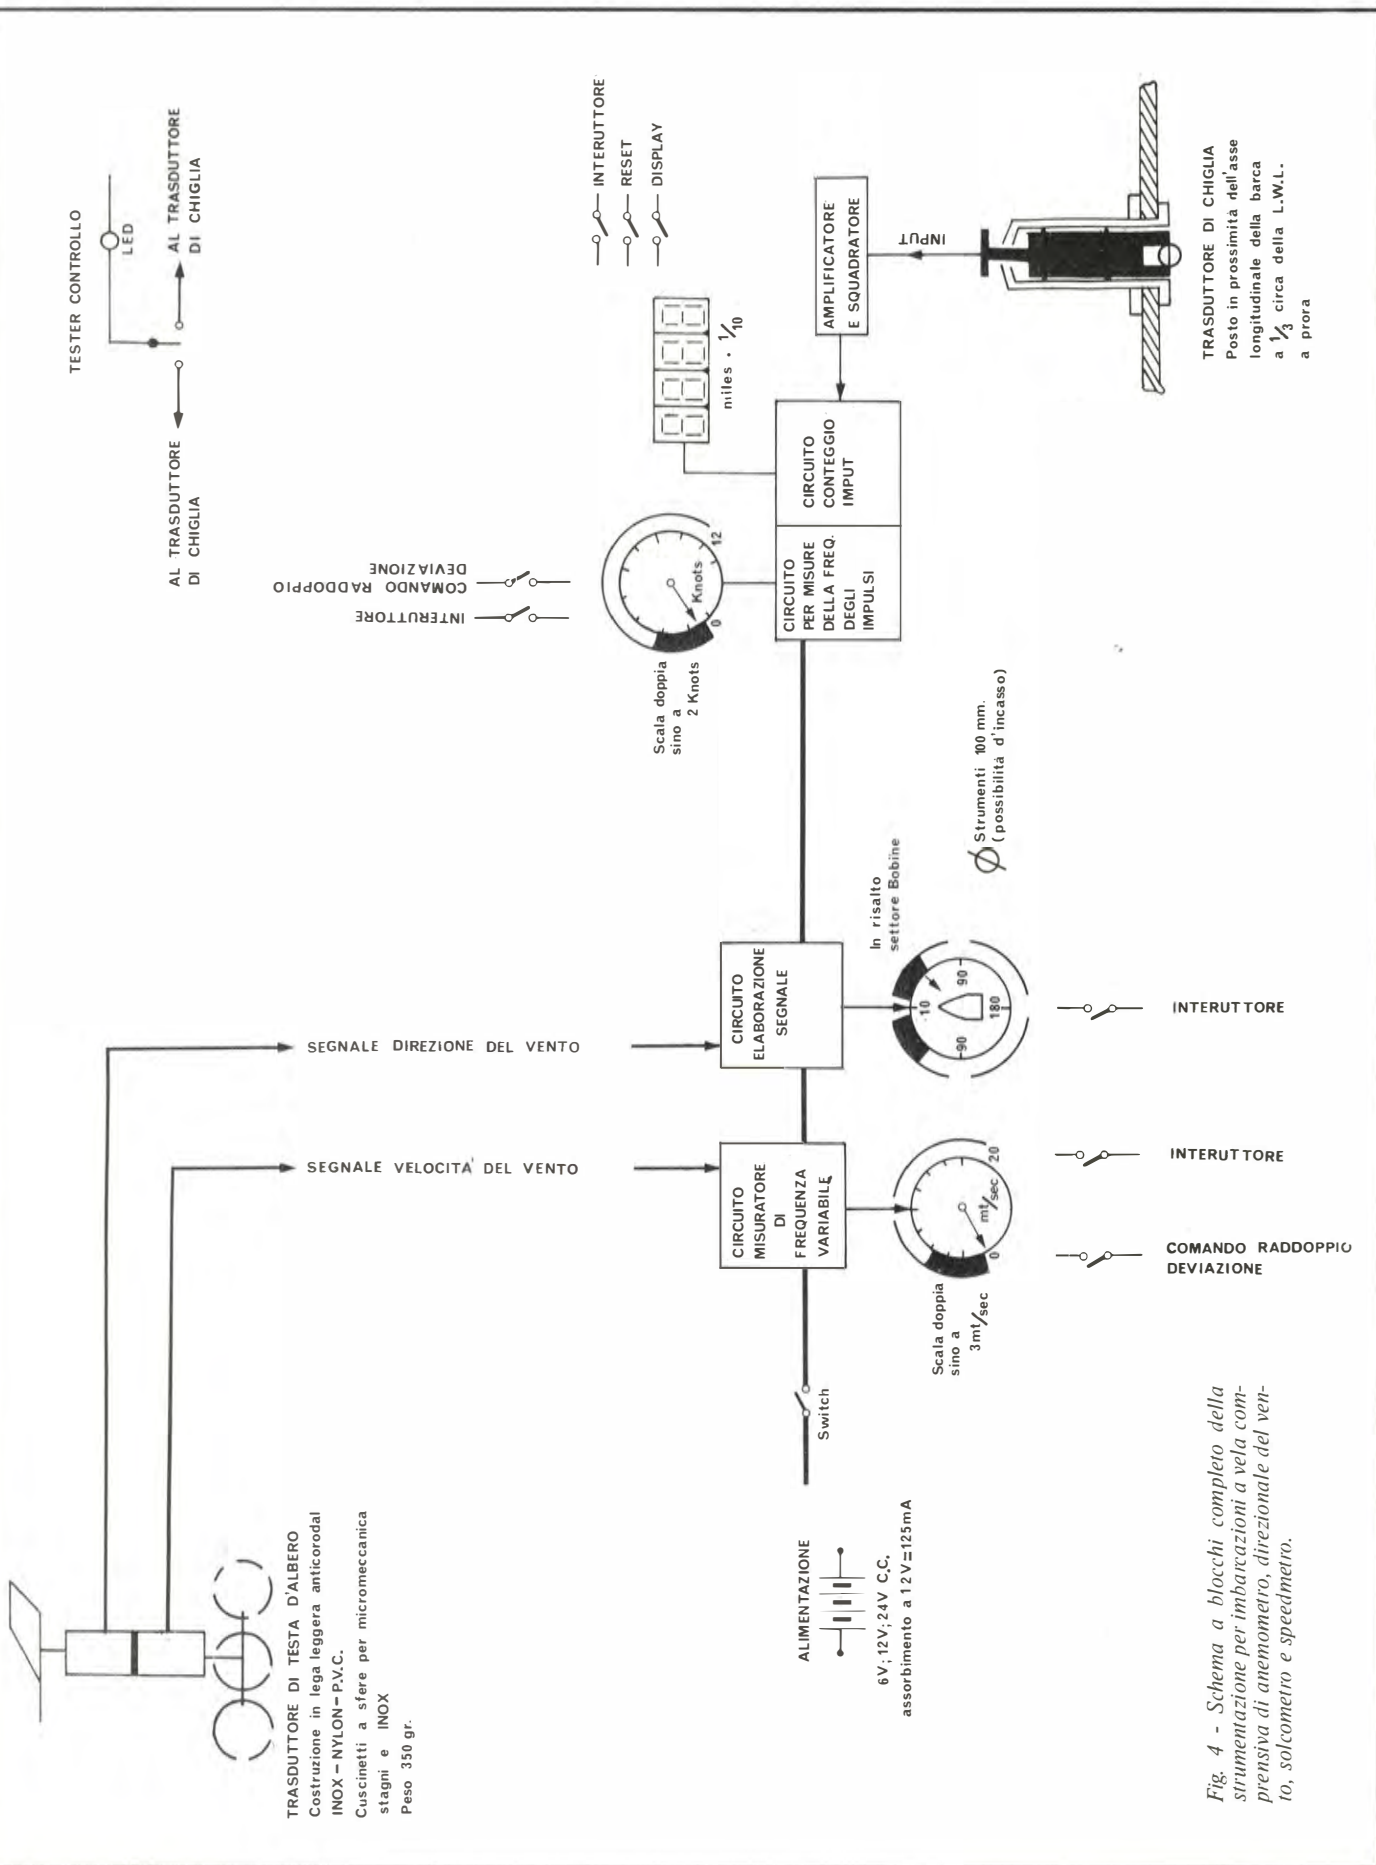 TRASDUTTORE DI TESTA D'ALBERO
Costruzione in lega leggera anticorodal
INOX – NYLON – P.V.C.
Cuscinetti a sfere per micromeccanica
stagni e INOX
Peso 350 gr.
SEGNALE DIREZIONE DEL VENTO
SEGNALE VELOCITA' DEL VENTO
TESTER CONTROLLO
LED
AL TRASDUTTORE
DI CHIGLIA
AL TRASDUTTORE
DI CHIGLIA
INTERUTTORE
COMANDO RADDOPPIO
DEVIAZIONE
Scala doppia
sino a
2 Knots
0
Knots
12
miles . 1/10
INTERUTTORE
RESET
DISPLAY
ALIMENTAZIONE
6V; 12V; 24V C.C.
assorbimento a 12V=125mA
Switch
CIRCUITO
MISURATORE
DI
FREQUENZA
VARIABILE
CIRCUITO
ELABORAZIONE
SEGNALE
CIRCUITO
PER MISURE
DELLA FREQ.
DEGLI
IMPULSI
CIRCUITO
CONTEGGIO
IMPUT
AMPLIFICATORE
E SQUADRATORE
INPUT
Scala doppia
sino a
3mt/sec
0
mt/sec
20
In risalto
settore Bobine
10
90
90
180
Ø Strumenti 100 mm.
(possibilità d'incasso)
COMANDO RADDOPPIO
DEVIAZIONE
INTERUTTORE
INTERUTTORE
TRASDUTTORE DI CHIGLIA
Posto in prossimità dell'asse
longitudinale della barca
a 1/3 circa della L.W.L.
a prora
Fig. 4 - Schema a blocchi completo della
strumentazione per imbarcazioni a vela com-
prensiva di anemometro, direzionale del ven-
to, solcometro e speedmetro.